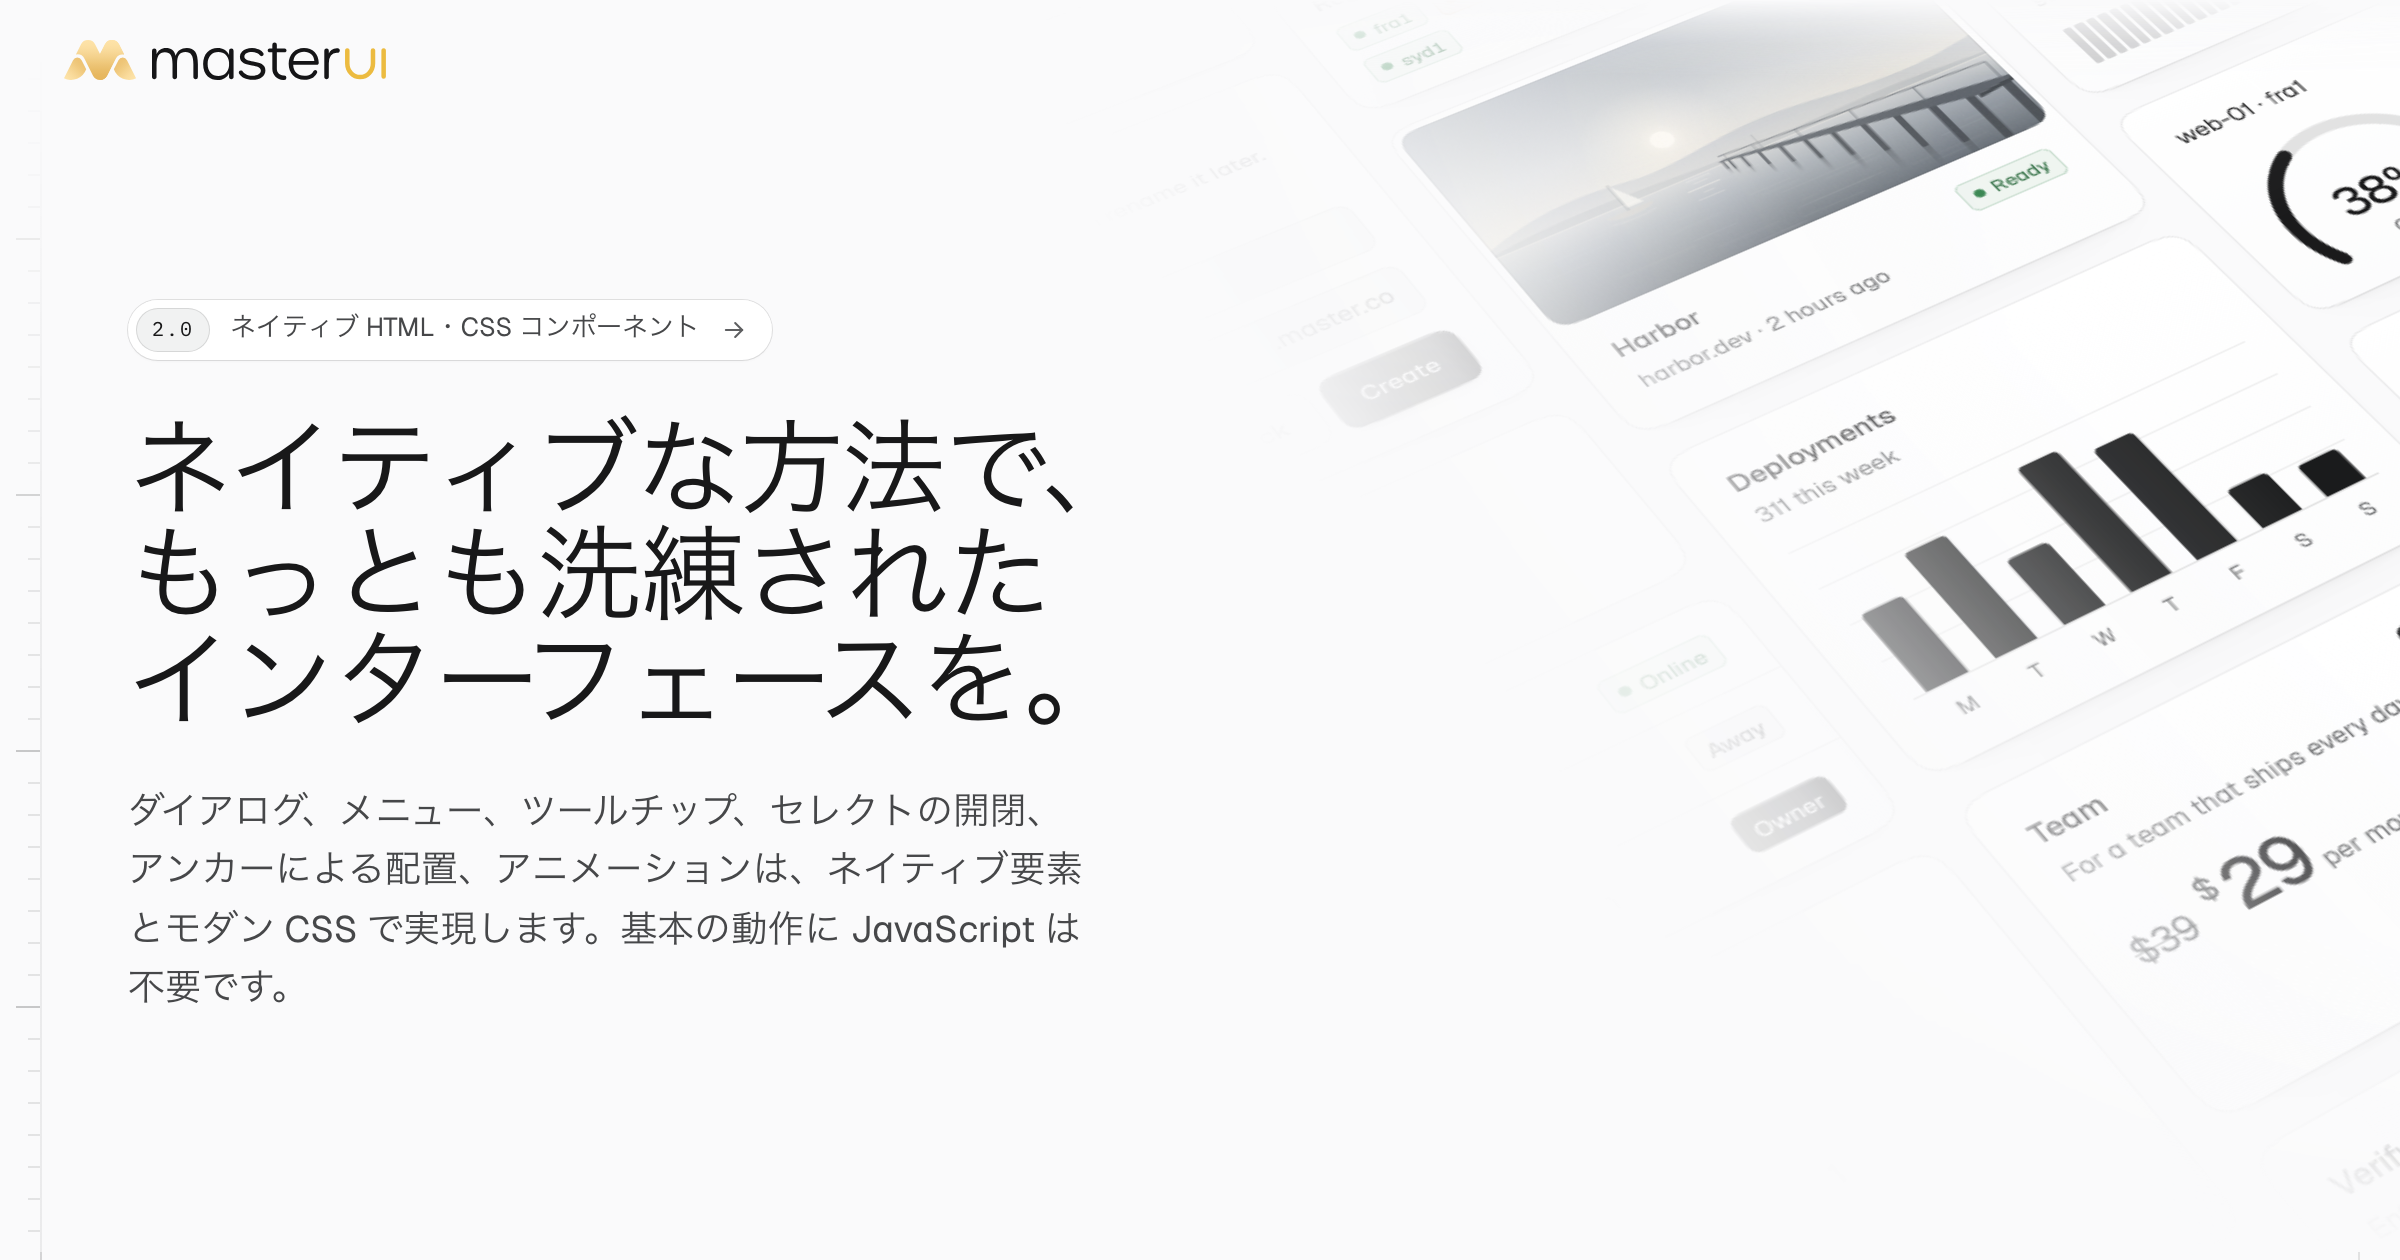 masterui
2.0 ネイティブ HTML・CSS コンポーネント →
ネイティブな方法で、
もっとも洗練された
インターフェースを。
ダイアログ、メニュー、ツールチップ、セレクトの開閉、
アンカーによる配置、アニメーションは、ネイティブ要素
とモダン CSS で実現します。基本の動作に JavaScript は
不要です。
fra1
syd1
name it later.
.master.co
Create
Ready
Harbor
harbor.dev · 2 hours ago
web-01 · fra1
38%
Deployments
311 this week
M T W T F S S
Online
Away
Owner
Team
For a team that ships every day
$39 $29 per mo
Verify